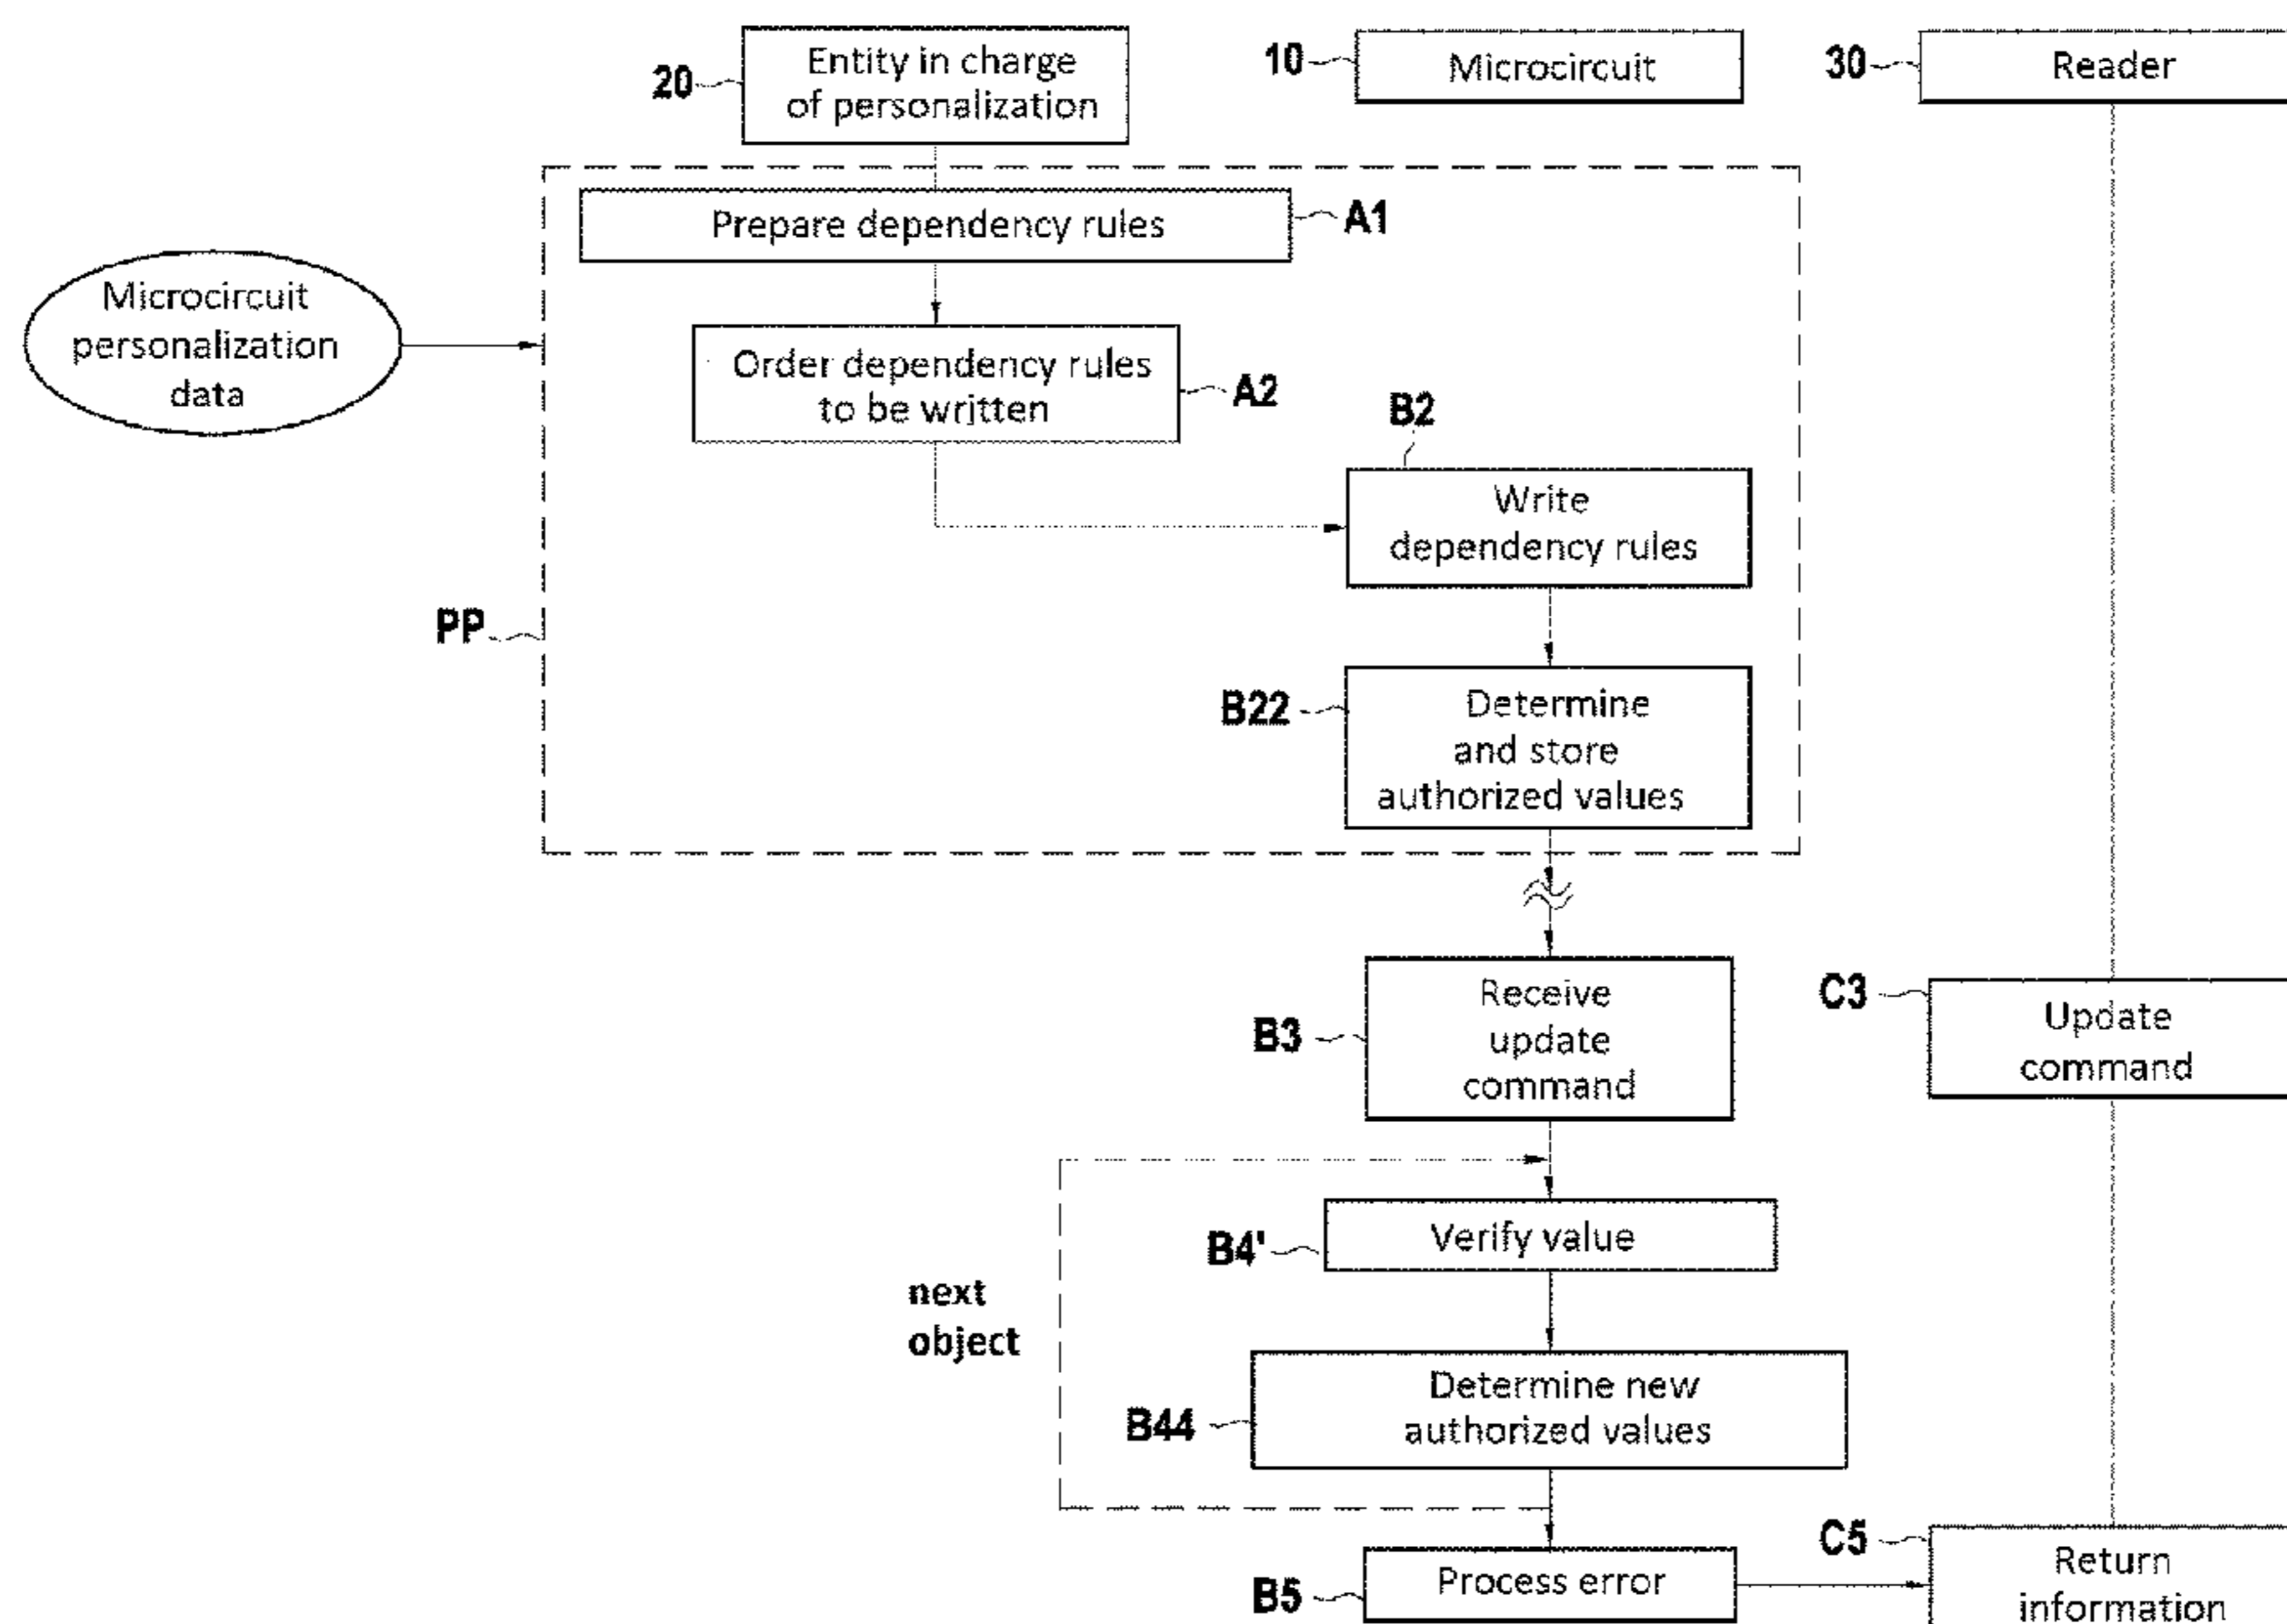 20
Entity in charge
of personalization
10
Microcircuit
30
Reader
Prepare dependency rules
A1
Microcircuit
personalization
data
Order dependency rules
to be written
A2
B2
Write
dependency rules
PP
B22
Determine
and store
authorized values
B3
Receive
update
command
C3
Update
command
B4'
Verify value
next
object
B44
Determine new
authorized values
B5
Process error
C5
Return
information